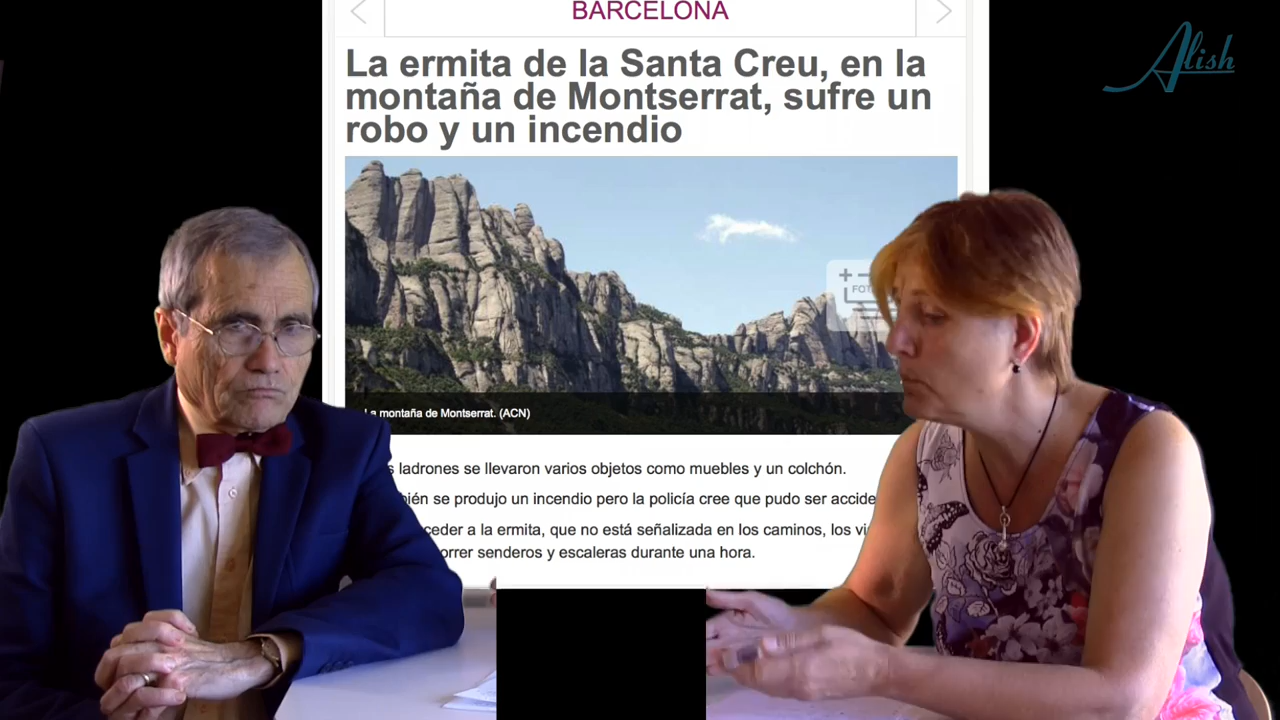 BARCELONA
Alish
La ermita de la Santa Creu, en la
montaña de Montserrat, sufre un
robo y un incendio
La montaña de Montserrat. (ACN)
ladrones se llevaron varios objetos como muebles y un colchón.
se produjo un incendio pero la policía cree que pudo ser
a la ermita, que no está señalizada en los caminos, los
senderos y escaleras durante una hora.